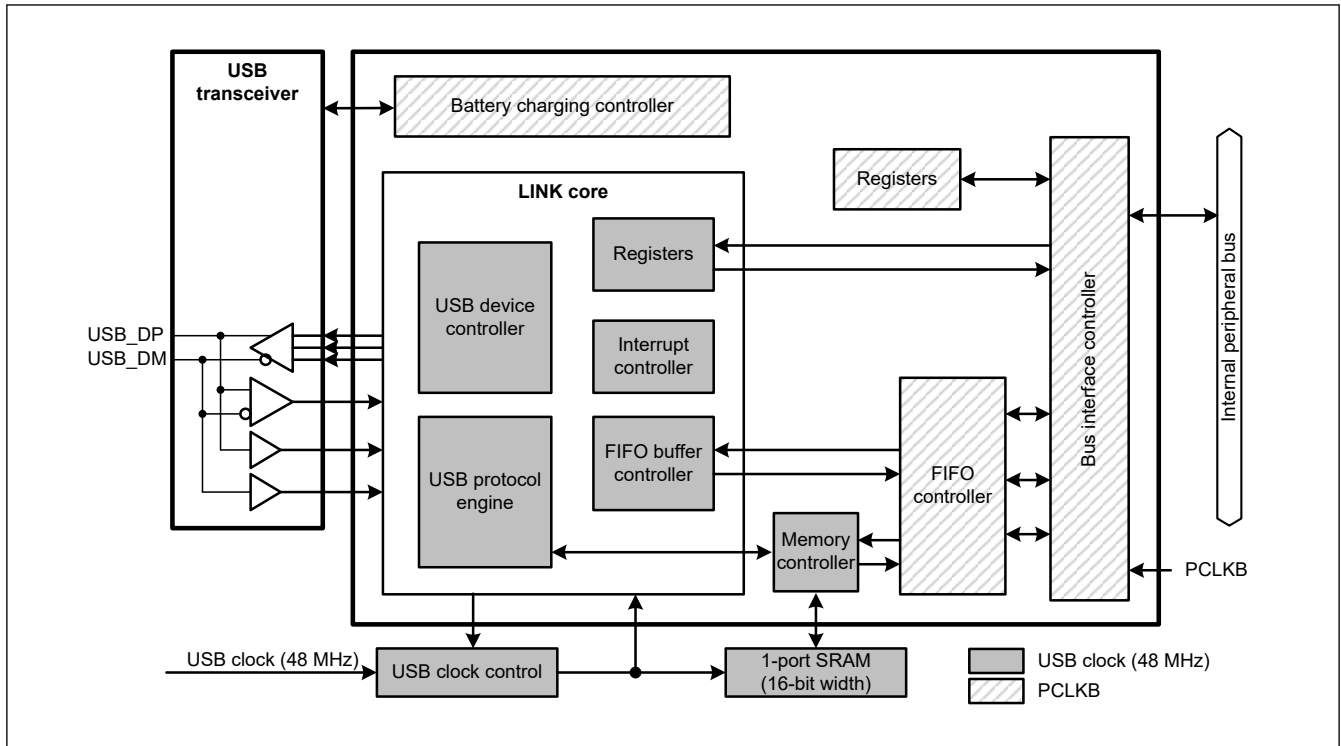 USB
transceiver
Battery charging controller
LINK core
Registers
Registers
USB device
controller
Interrupt
controller
USB_DP
USB_DM
USB protocol
engine
FIFO buffer
controller
FIFO
controller
Memory
controller
Bus interface controller
Internal peripheral bus
PCLKB
USB clock (48 MHz)
USB clock control
1-port SRAM
(16-bit width)
USB clock (48 MHz)
PCLKB